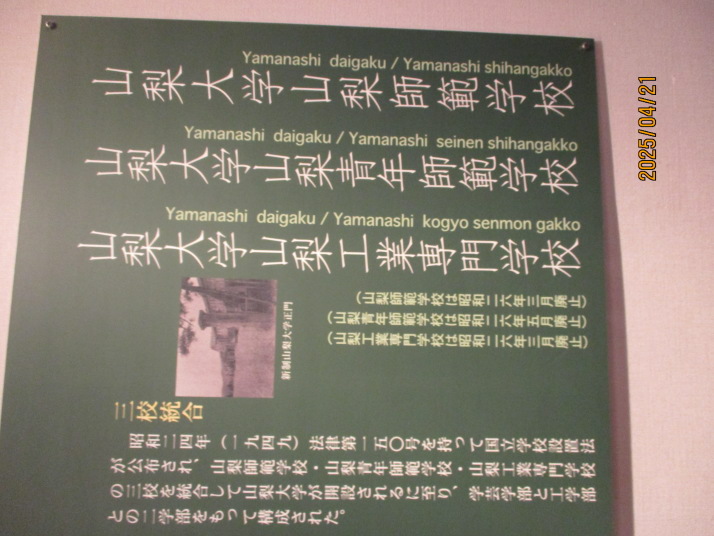 Yamanashi daigaku / Yamanashi shihangakko
山梨大学山梨師範学校
Yamanashi daigaku / Yamanashi seinen shihangakko
山梨大学山梨青年師範学校
Yamanashi daigaku / Yamanashi kogyo senmon gakko
山梨大学山梨工業専門学校
(山梨師範学校は昭和二六年三月廃止)
(山梨青年師範学校は昭和二六年五月廃止)
(山梨工業専門学校は昭和二六年三月廃止)
新制山梨大学正門
三校統合
昭和二四年(一九四九)法律第一五〇号を持って国立学校設置法
が公布され、山梨師範学校・山梨青年師範学校・山梨工業専門学校
の三校を統合して山梨大学が開設されるに至り、学芸学部と工学部
との二学部をもって構成された。
2025/04/21